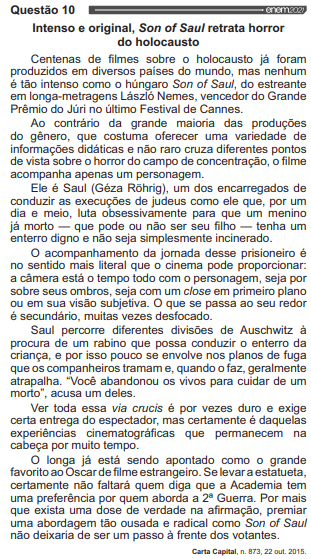 Questão 10 enem2021
Intenso e original, Son of Saul retrata horror
do holocausto
Centenas de filmes sobre o holocausto já foram
produzidos em diversos países do mundo, mas nenhum
é tão intenso como o húngaro Son of Saul, do estreante
em longa-metragens László Nemes, vencedor do Grande
Prêmio do Júri no último Festival de Cannes.
Ao contrário da grande maioria das produções
do gênero, que costuma oferecer uma variedade de
informações didáticas e não raro cruza diferentes pontos
de vista sobre o horror do campo de concentração, o filme
acompanha apenas um personagem.
Ele é Saul (Géza Röhrig), um dos encarregados de
conduzir as execuções de judeus como ele que, por um
dia e meio, luta obsessivamente para que um menino
já morto — que pode ou não ser seu filho — tenha um
enterro digno e não seja simplesmente incinerado.
O acompanhamento da jornada desse prisioneiro é
no sentido mais literal que o cinema pode proporcionar:
a câmera está o tempo todo com o personagem, seja por
sobre seus ombros, seja com um close em primeiro plano
ou em sua visão subjetiva. O que se passa ao seu redor
é secundário, muitas vezes desfocado.
Saul percorre diferentes divisões de Auschwitz à
procura de um rabino que possa conduzir o enterro da
criança, e por isso pouco se envolve nos planos de fuga
que os companheiros tramam e, quando o faz, geralmente
atrapalha. “Você abandonou os vivos para cuidar de um
morto”, acusa um deles.
Ver toda essa via crucis é por vezes duro e exige
certa entrega do espectador, mas certamente é daquelas
experiências cinematográficas que permanecem na
cabeça por muito tempo.
O longa já está sendo apontado como o grande
favorito ao Oscar de filme estrangeiro. Se levar a estatueta,
certamente não faltará quem diga que a Academia tem
uma preferência por quem aborda a 2ª Guerra. Por mais
que exista uma dose de verdade na afirmação, premiar
uma abordagem tão ousada e radical como Son of Saul
não deixaria de ser um passo à frente dos votantes.
Carta Capital, n. 873, 22 out. 2015.